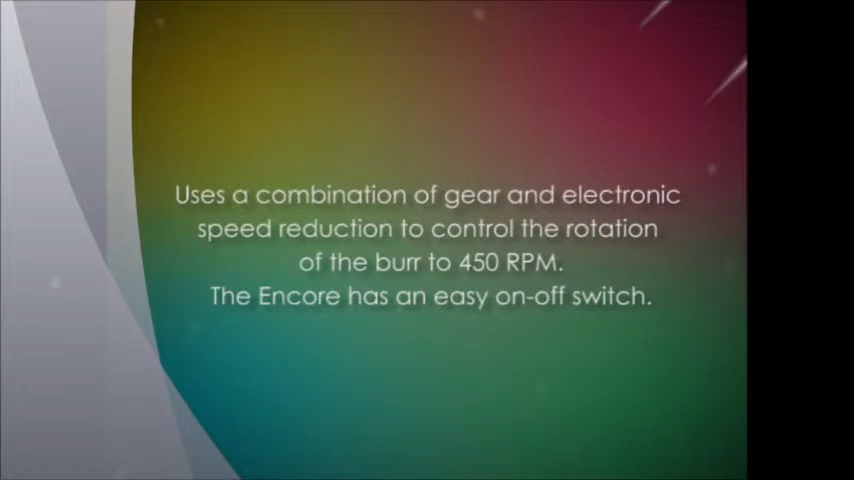 Uses a combination of gear and electronic
speed reduction to control the rotation
of the burr to 450 RPM.
The Encore has an easy on-off switch.